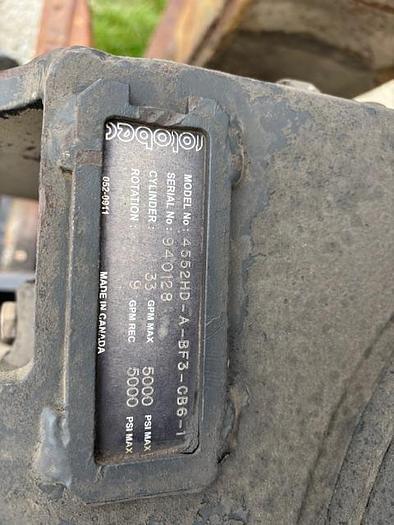 rotobec
MODEL No: 4552HD-A-BF3-CB6-1
SERIAL No: 940128
CYLINDER: 33 GPM MAX 5000 PSI MAX
ROTATION: 9 GPM REC 5000 PSI MAX
052-0011 MADE IN CANADA